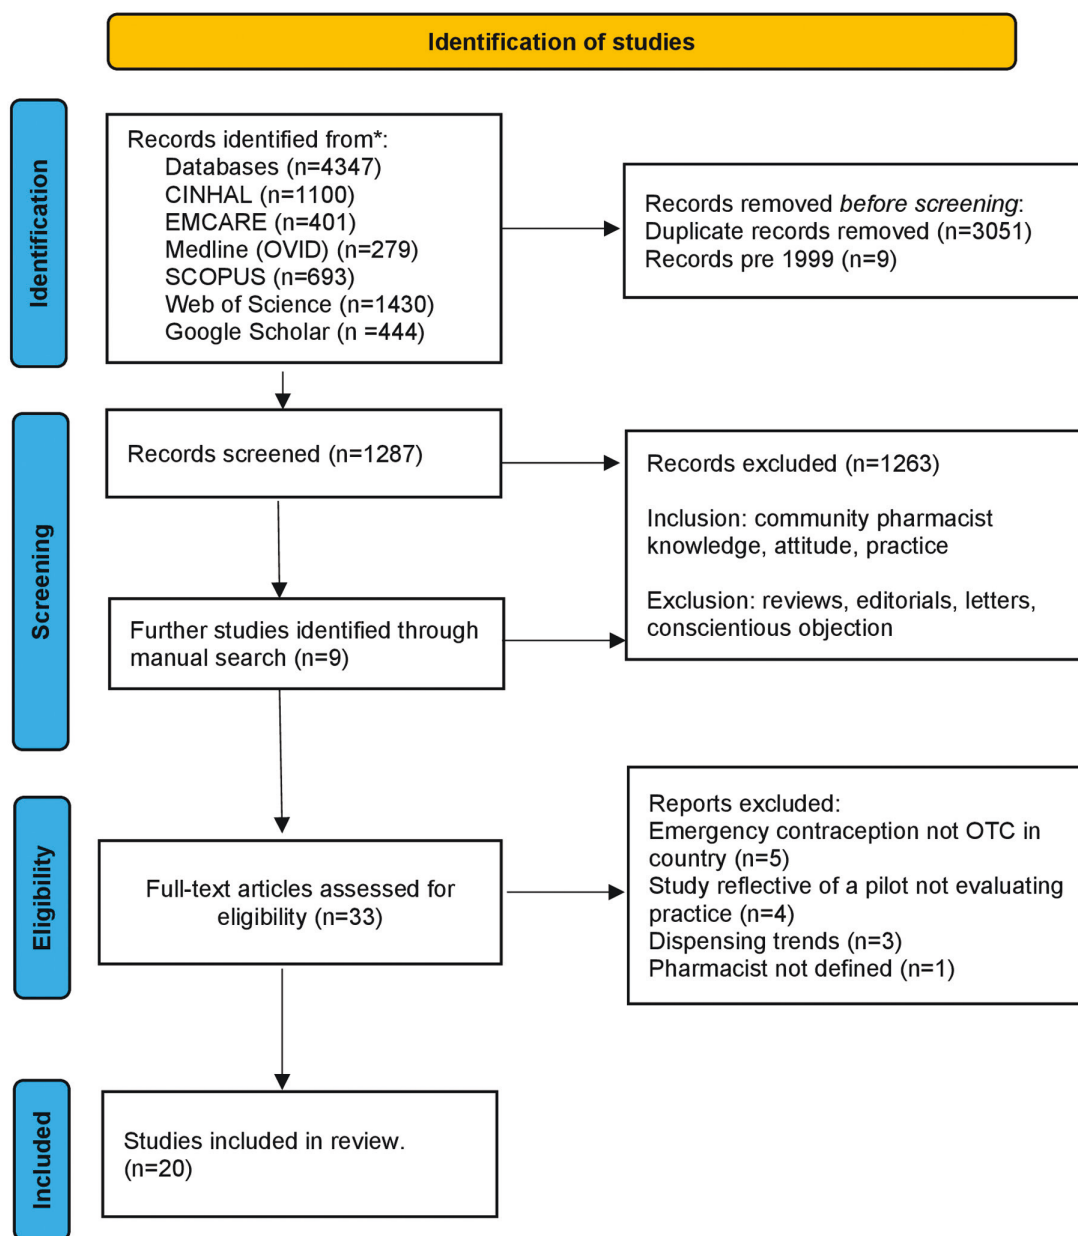 Identification of studies
Identification
Records identified from*:
Databases (n=4347)
CINHAL (n=1100)
EMCARE (n=401)
Medline (OVID) (n=279)
SCOPUS (n=693)
Web of Science (n=1430)
Google Scholar (n =444)
Records removed before screening:
Duplicate records removed (n=3051)
Records pre 1999 (n=9)
Screening
Records screened (n=1287)
Records excluded (n=1263)
Inclusion: community pharmacist
knowledge, attitude, practice
Exclusion: reviews, editorials, letters,
conscientious objection
Further studies identified through
manual search (n=9)
Eligibility
Full-text articles assessed for
eligibility (n=33)
Reports excluded:
Emergency contraception not OTC in
country (n=5)
Study reflective of a pilot not evaluating
practice (n=4)
Dispensing trends (n=3)
Pharmacist not defined (n=1)
Included
Studies included in review.
(n=20)